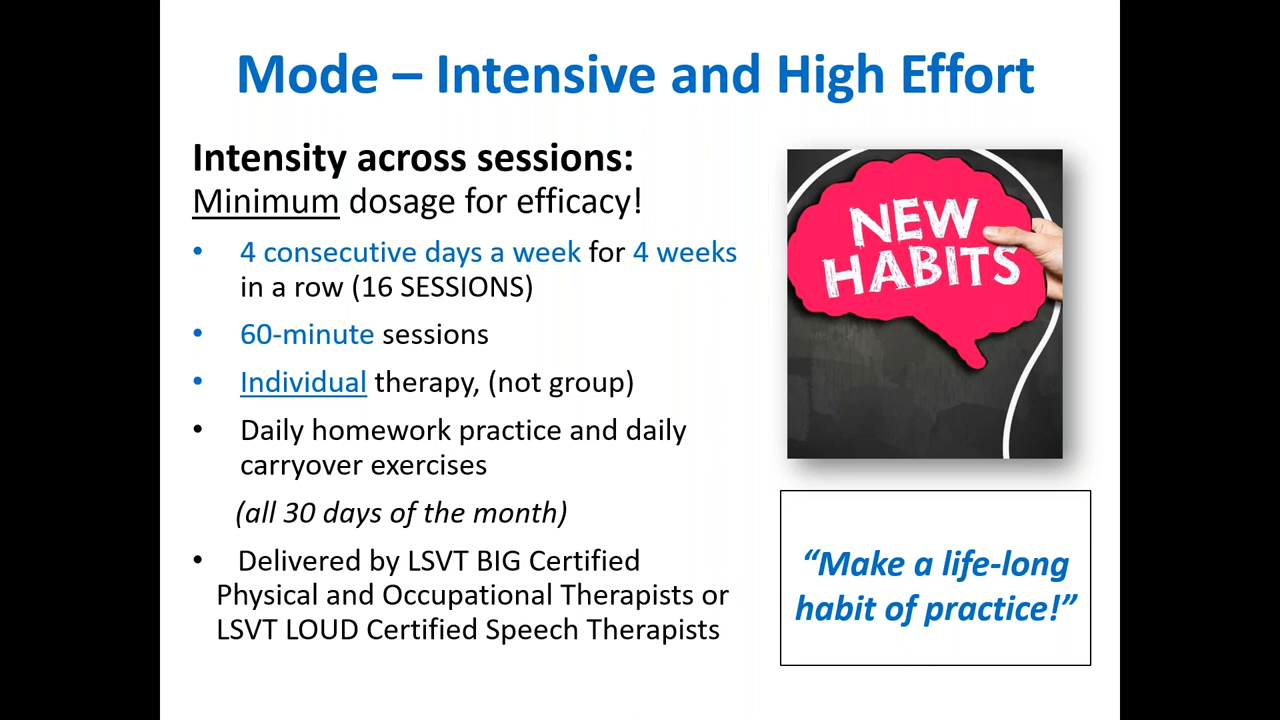 Mode – Intensive and High Effort
Intensity across sessions:
Minimum dosage for efficacy!
• 4 consecutive days a week for 4 weeks
in a row (16 SESSIONS)
• 60-minute sessions
• Individual therapy, (not group)
• Daily homework practice and daily
carryover exercises
(all 30 days of the month)
• Delivered by LSVT BIG Certified
Physical and Occupational Therapists or
LSVT LOUD Certified Speech Therapists
NEW
HABITS
“Make a life-long
habit of practice!”